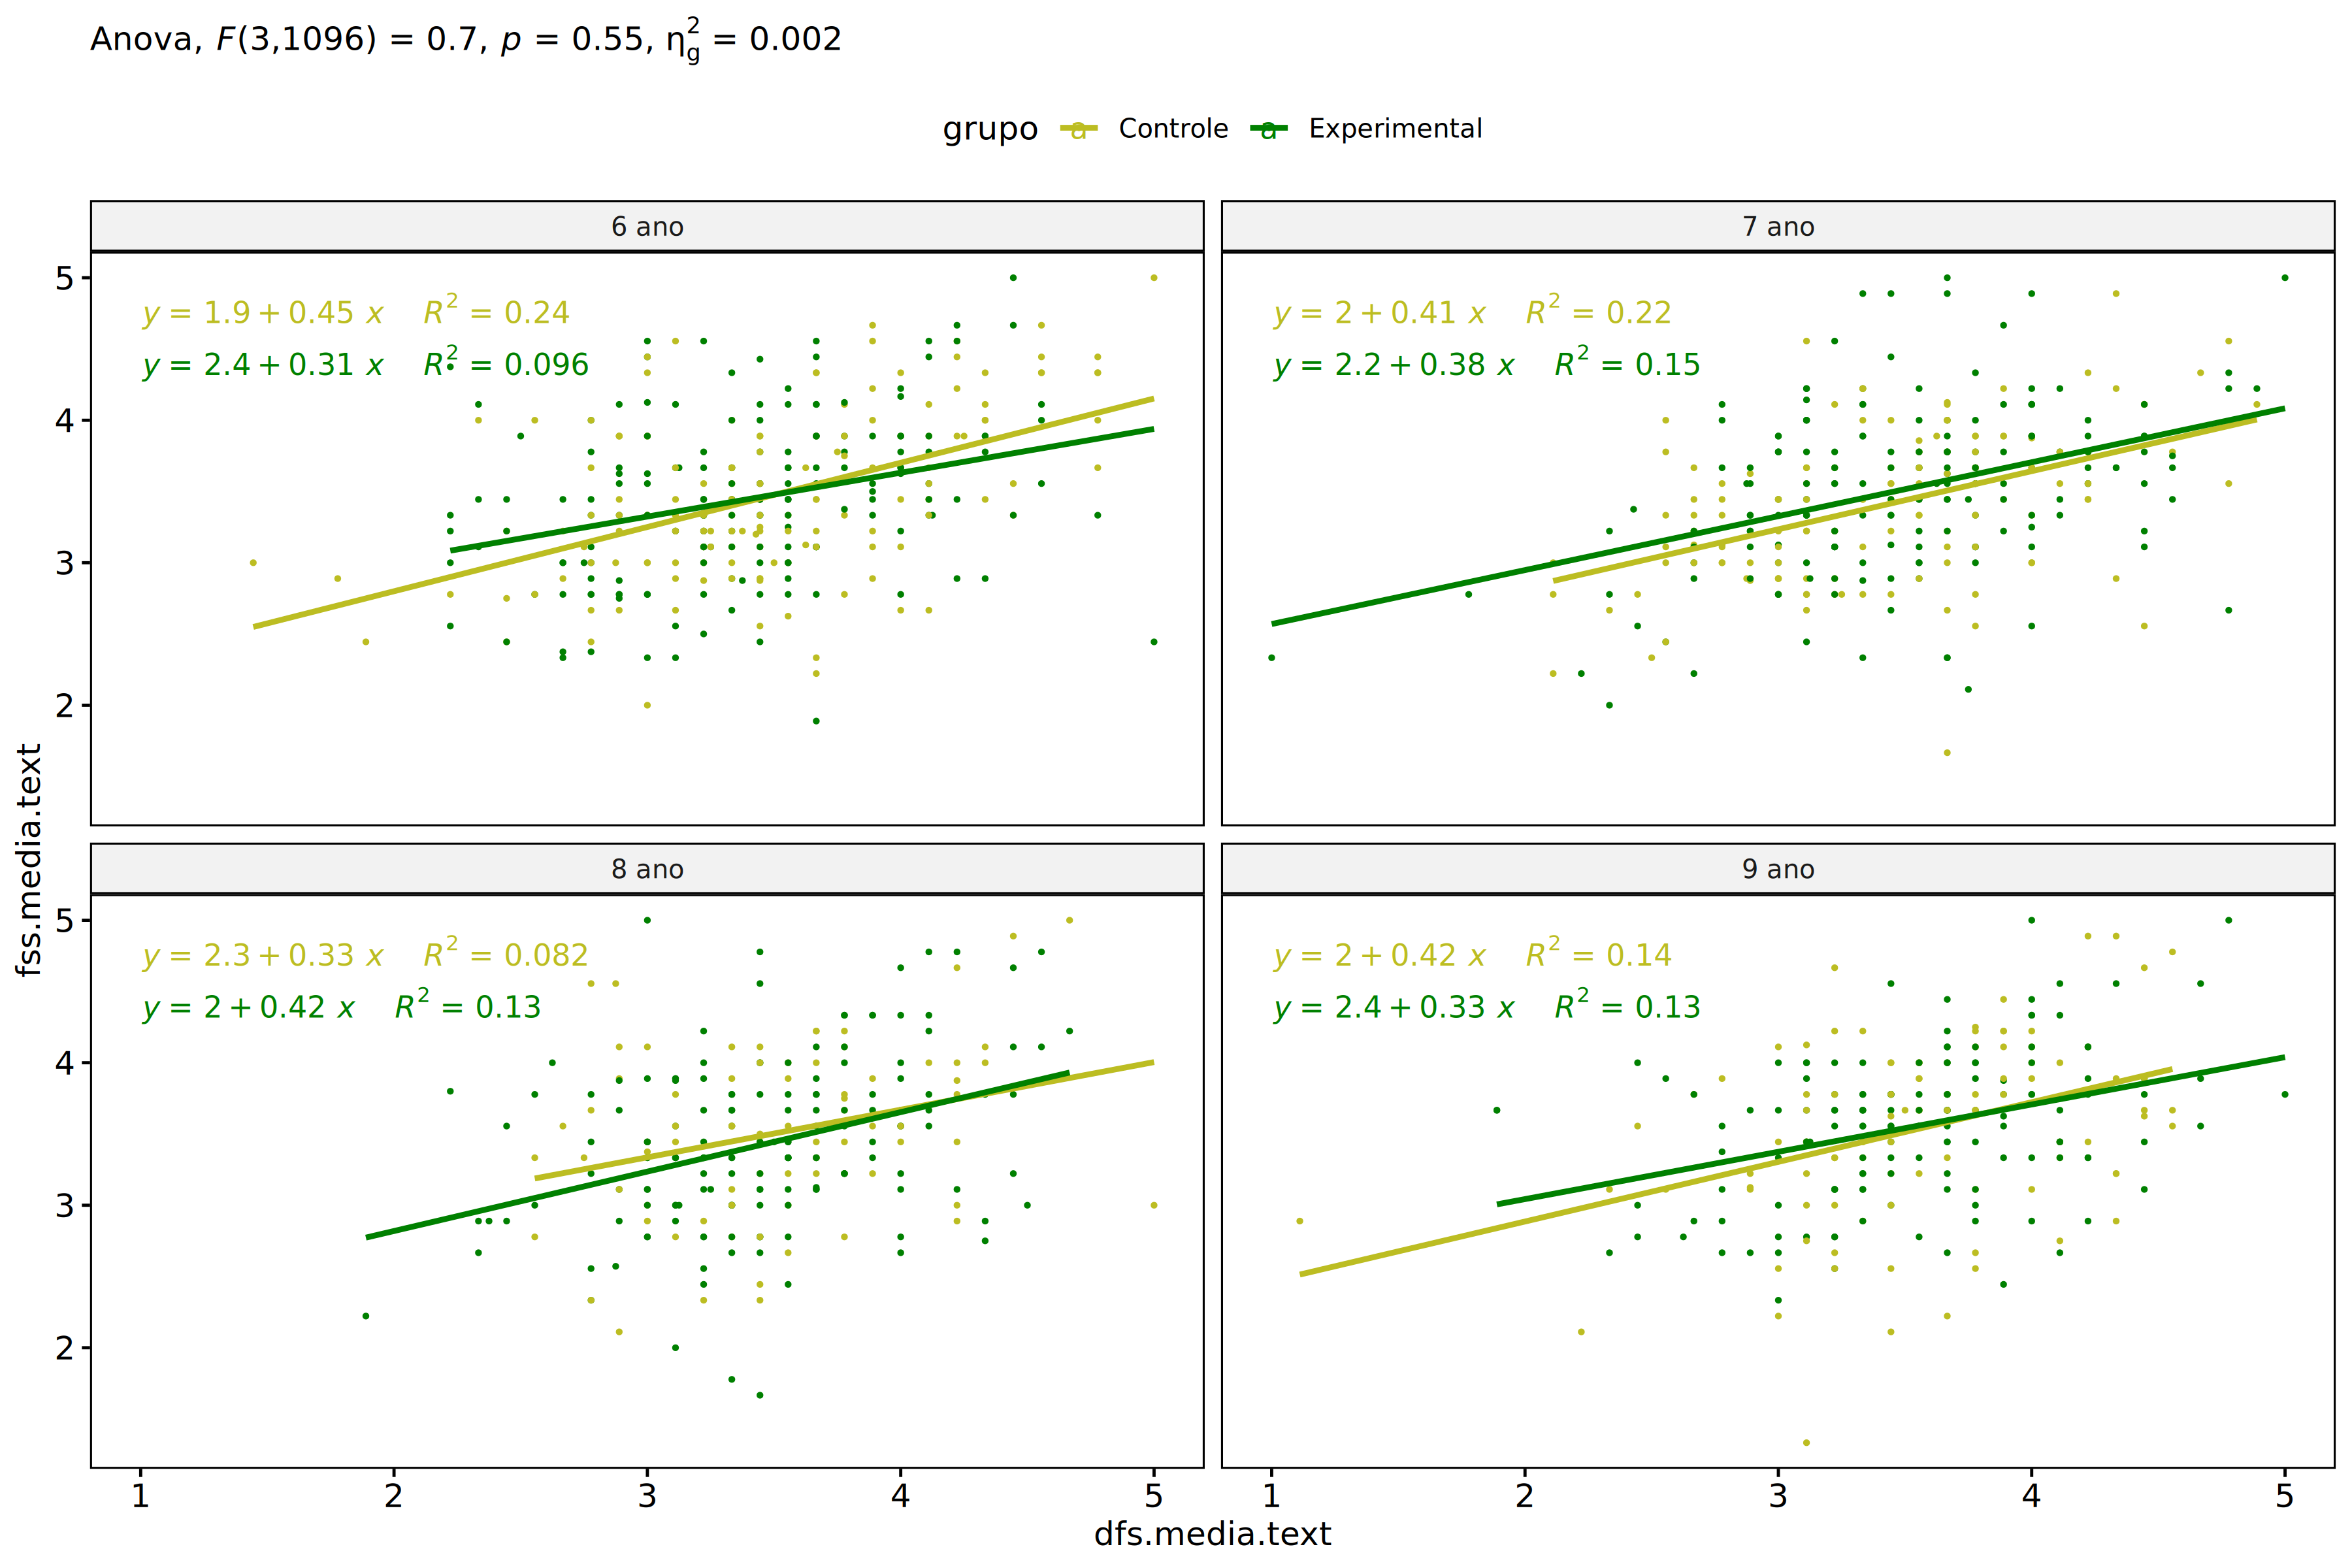 Anova, F(3,1096) = 0.7, p = 0.55, η²g = 0.002
grupo a Controle a Experimental
6 ano
7 ano
5
4
3
2
y = 1.9 + 0.45 x R² = 0.24
y = 2.4 + 0.31 x R² = 0.096
y = 2 + 0.41 x R² = 0.22
y = 2.2 + 0.38 x R² = 0.15
fss.media.text
8 ano
9 ano
5
4
3
2
y = 2.3 + 0.33 x R² = 0.082
y = 2 + 0.42 x R² = 0.13
y = 2 + 0.42 x R² = 0.14
y = 2.4 + 0.33 x R² = 0.13
1 2 3 4 5
1 2 3 4 5
dfs.media.text